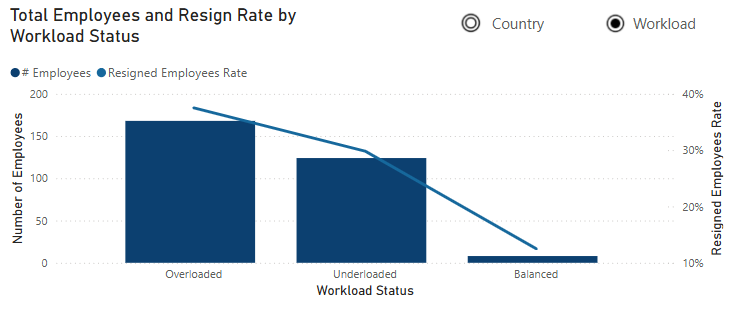 Total Employees and Resign Rate by
Workload Status
Country
Workload
# Employees
Resigned Employees Rate
Number of Employees
200
150
100
50
0
40%
30%
20%
10%
Resigned Employees Rate
Overloaded
Underloaded
Balanced
Workload Status